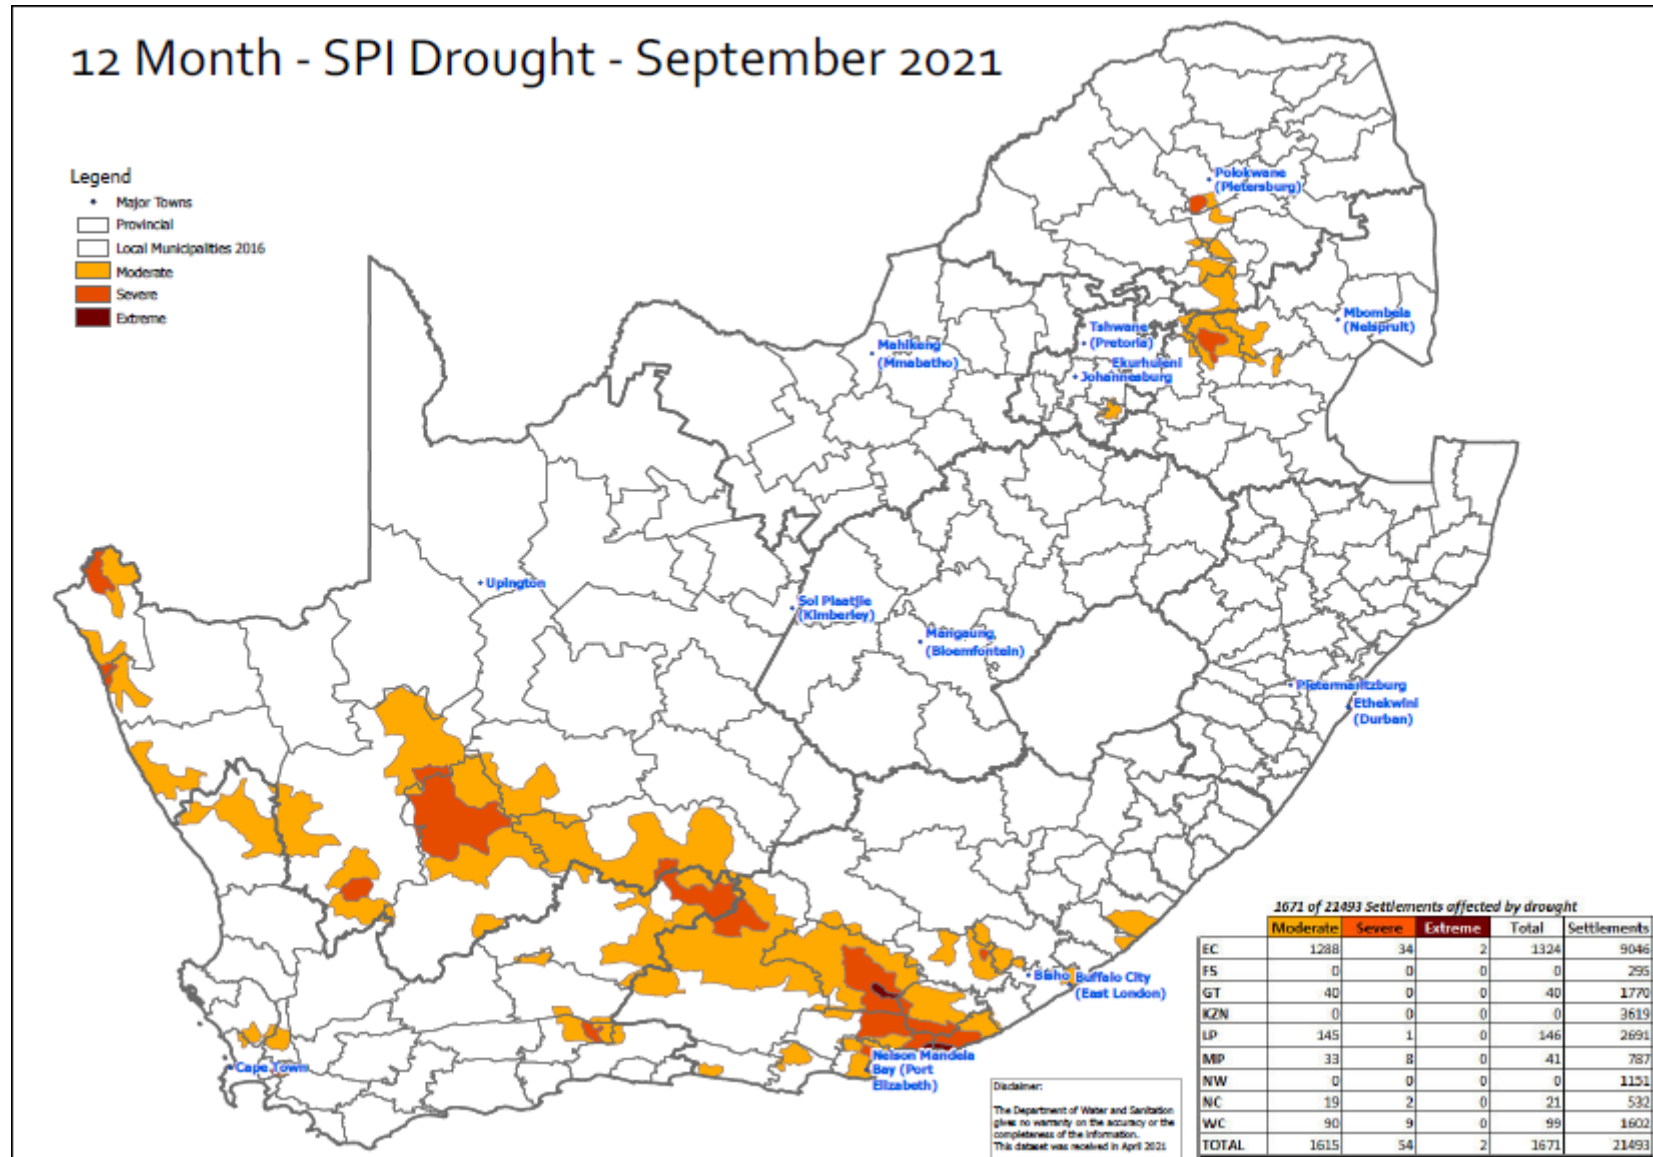 12 Month - SPI Drought - September 2021
Legend
Major Towns
Provincial
Local Municipalities 2016
Moderate
Severe
Extreme
Polokwane
(Pietersburg)
Mbombela
(Nelspruit)
Tshwane
(Pretoria)
Ekurhuleni
Johannesburg
Mahikeng
(Mmabatho)
Upington
Sol Plaatjie
(Kimberley)
Mangaung
(Bloemfontein)
Pietermaritzburg
Ethekwini
(Durban)
Bisho
Buffalo City
(East London)
Nelson Mandela
Bay (Port
Elizabeth)
Cape Town
Disclaimer:
The Department of Water and Sanitation
gives no warranty on the accuracy or the
completeness of the information.
This dataset was received in April 2021
1671 of 21493 Settlements affected by drought
Moderate Severe Extreme Total Settlements
EC 1288 34 2 1324 9046
FS 0 0 0 0 295
GT 40 0 0 40 1770
KZN 0 0 0 0 3619
LP 145 1 0 146 2691
MP 33 8 0 41 787
NW 0 0 0 0 1151
NC 19 2 0 21 532
WC 90 9 0 99 1602
TOTAL 1615 54 2 1671 21493